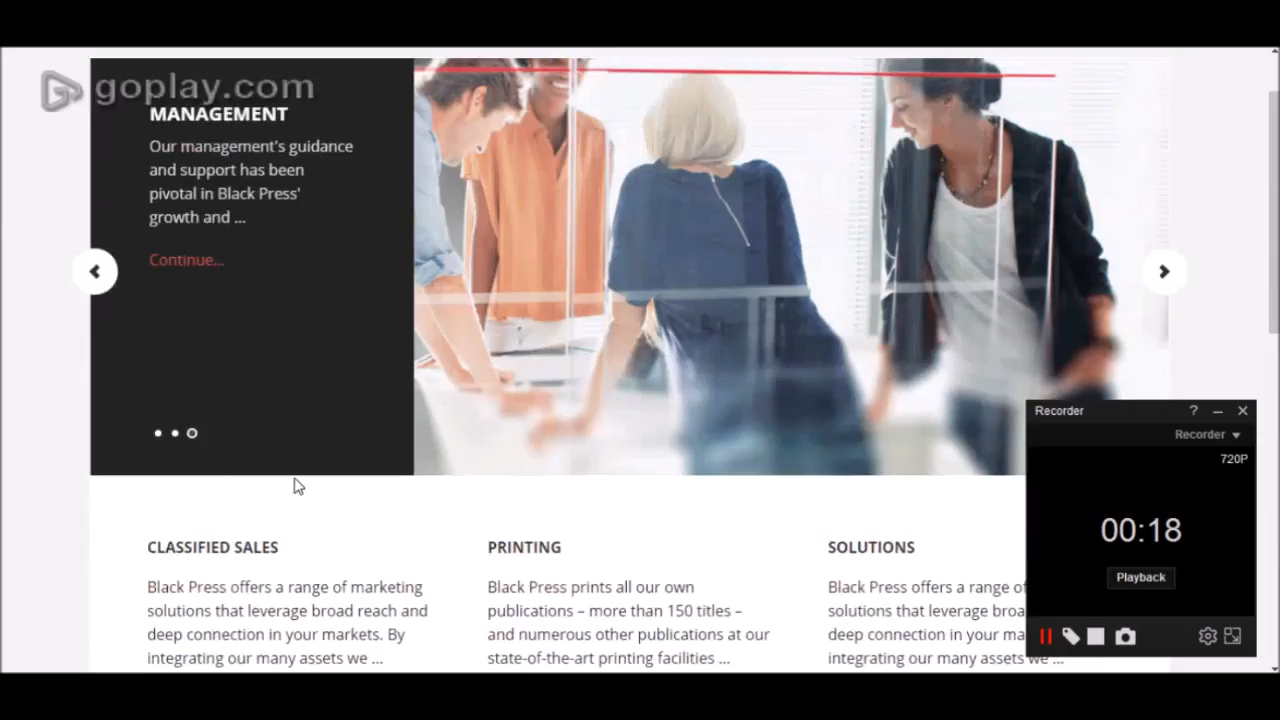 goplay.com
MANAGEMENT
Our management's guidance
and support has been
pivotal in Black Press'
growth and ...
Continue...
CLASSIFIED SALES
Black Press offers a range of marketing
solutions that leverage broad reach and
deep connection in your markets. By
integrating our many assets we ...
PRINTING
Black Press prints all our own
publications – more than 150 titles –
and numerous other publications at our
state-of-the-art printing facilities ...
SOLUTIONS
Black Press offers a range of
solutions that leverage broa
deep connection in your ma
integrating our many assets we ...
Recorder ?
Recorder
720P
00:18
Playback